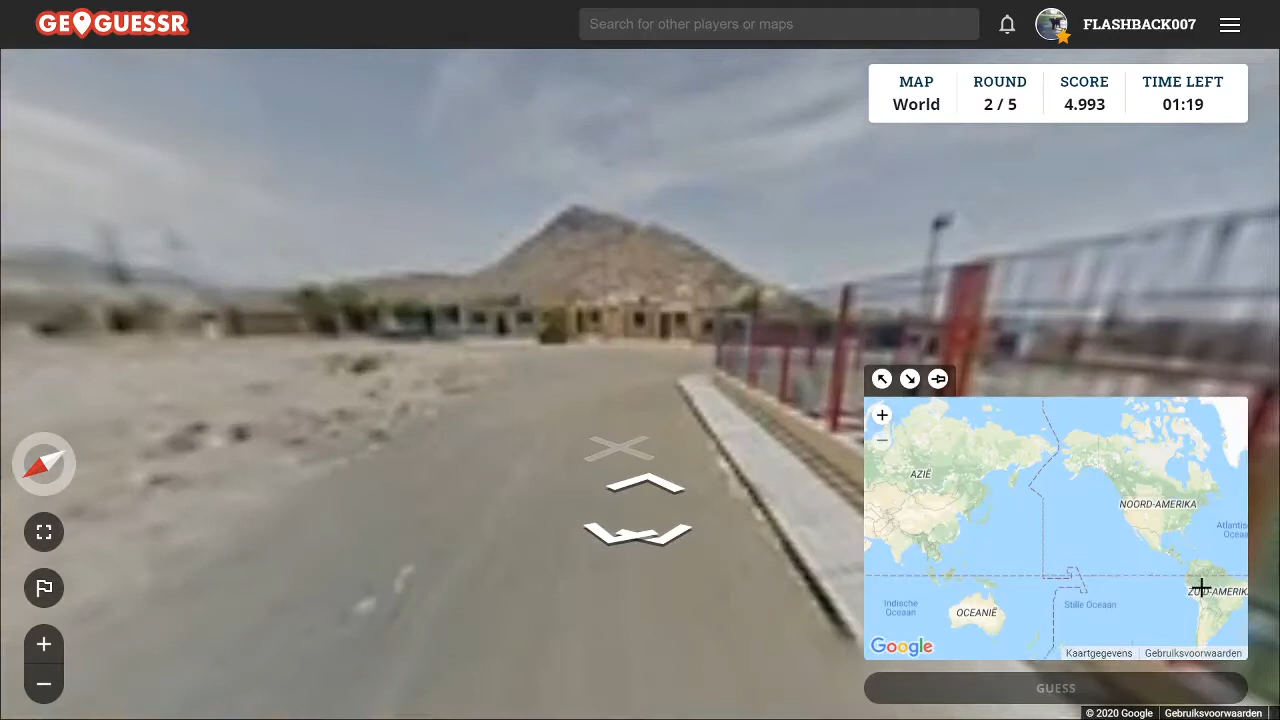 GEOGUESSR
Search for other players or maps
FLASHBACK007
MAP ROUND SCORE TIME LEFT
World 2 / 5 4.993 01:19
+
−
AZIË
NOORD-AMERIKA
Atlantis
Oceaa
ZUID-AMERIK
Indische
Oceaan
OCEANIË
Stille Oceaan
Google
Kaartgegevens Gebruiksvoorwaarden
+
−
GUESS
© 2020 Google Gebruiksvoorwaarden